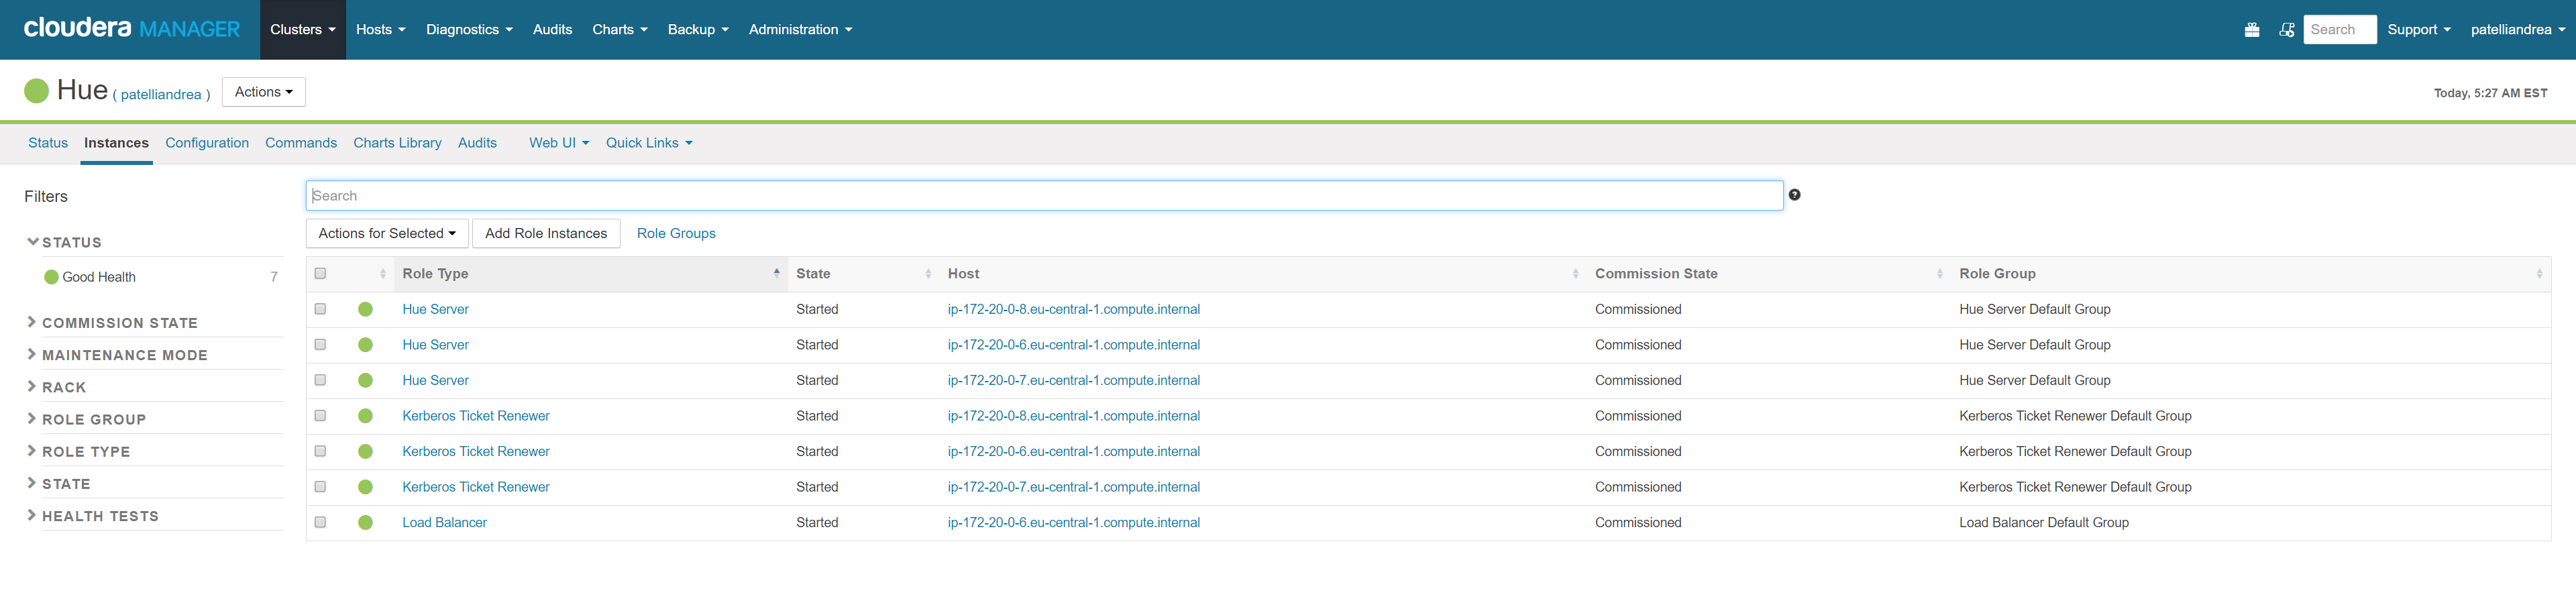 cloudera MANAGER Clusters Hosts Diagnostics Audits Charts Backup Administration Search Support patelliandrea
Hue ( patelliandrea ) Actions Today, 5:27 AM EST
Status Instances Configuration Commands Charts Library Audits Web UI Quick Links
Filters
Search
STATUS
Good Health 7
COMMISSION STATE
MAINTENANCE MODE
RACK
ROLE GROUP
ROLE TYPE
STATE
HEALTH TESTS
Actions for Selected Add Role Instances Role Groups
Role Type State Host Commission State Role Group
Hue Server Started ip-172-20-0-8.eu-central-1.compute.internal Commissioned Hue Server Default Group
Hue Server Started ip-172-20-0-6.eu-central-1.compute.internal Commissioned Hue Server Default Group
Hue Server Started ip-172-20-0-7.eu-central-1.compute.internal Commissioned Hue Server Default Group
Kerberos Ticket Renewer Started ip-172-20-0-8.eu-central-1.compute.internal Commissioned Kerberos Ticket Renewer Default Group
Kerberos Ticket Renewer Started ip-172-20-0-6.eu-central-1.compute.internal Commissioned Kerberos Ticket Renewer Default Group
Kerberos Ticket Renewer Started ip-172-20-0-7.eu-central-1.compute.internal Commissioned Kerberos Ticket Renewer Default Group
Load Balancer Started ip-172-20-0-6.eu-central-1.compute.internal Commissioned Load Balancer Default Group